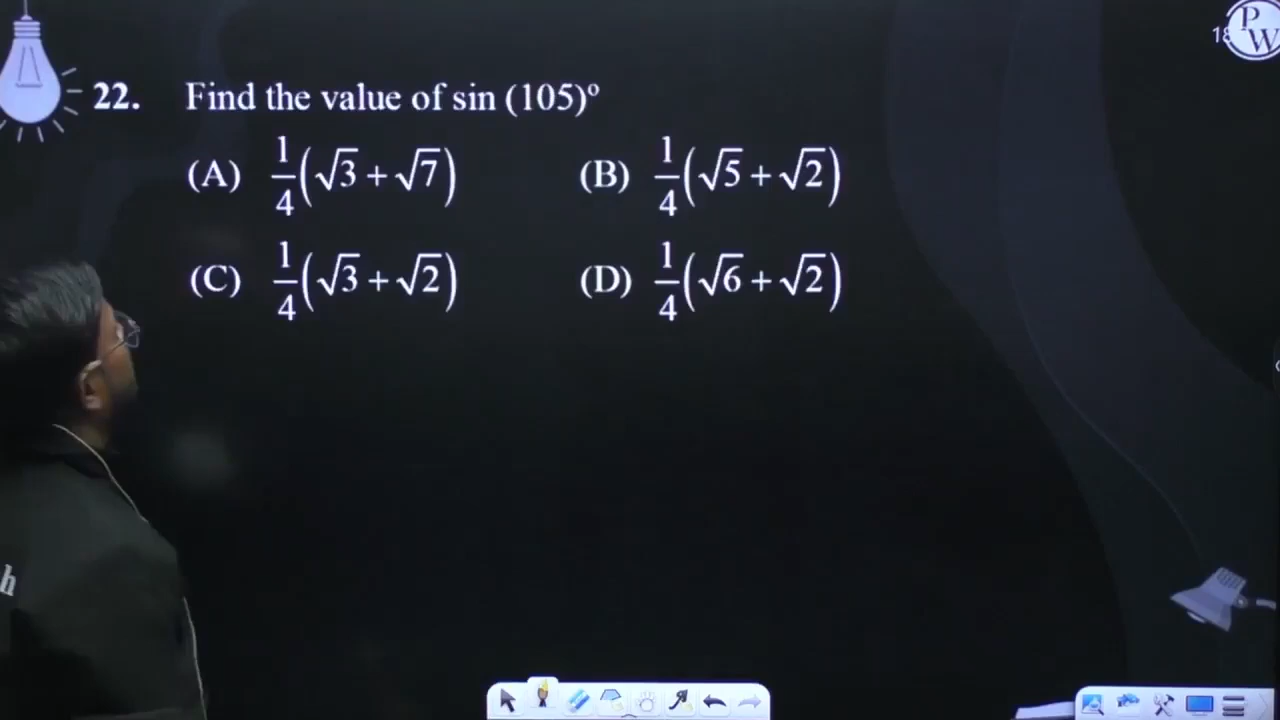 18
P
W
22. Find the value of sin (105)º
(A) 1/4(√3 + √7) (B) 1/4(√5 + √2)
(C) 1/4(√3 + √2) (D) 1/4(√6 + √2)
h